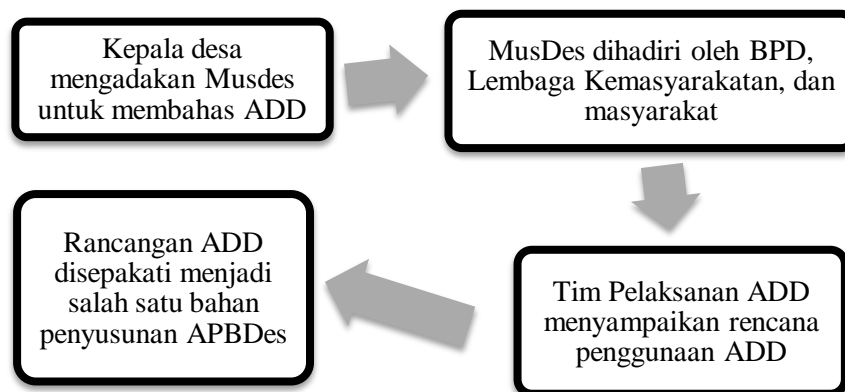 Kepala desa
mengadakan Musdes
untuk membahas ADD
MusDes dihadiri oleh BPD,
Lembaga Kemasyarakatan, dan
masyarakat
Tim Pelaksanan ADD
menyampaikan rencana
penggunaan ADD
Rancangan ADD
disepakati menjadi
salah satu bahan
penyusunan APBDes